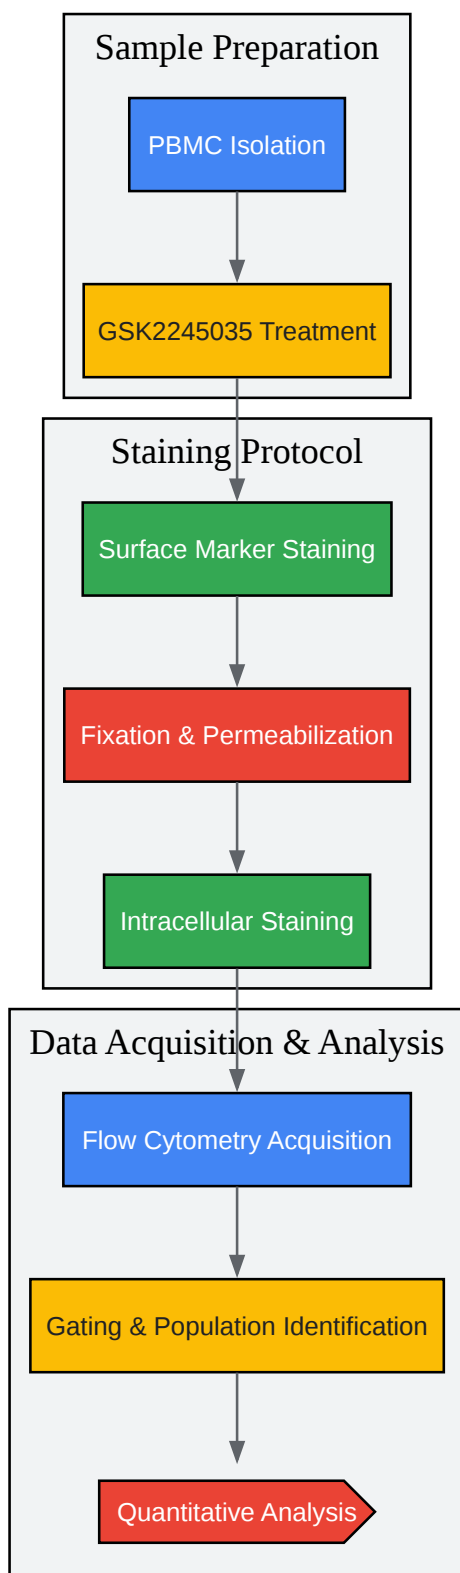 Sample Preparation
PBMC Isolation
GSK2245035 Treatment
Staining Protocol
Surface Marker Staining
Fixation & Permeabilization
Intracellular Staining
Data Acquisition & Analysis
Flow Cytometry Acquisition
Gating & Population Identification
Quantitative Analysis